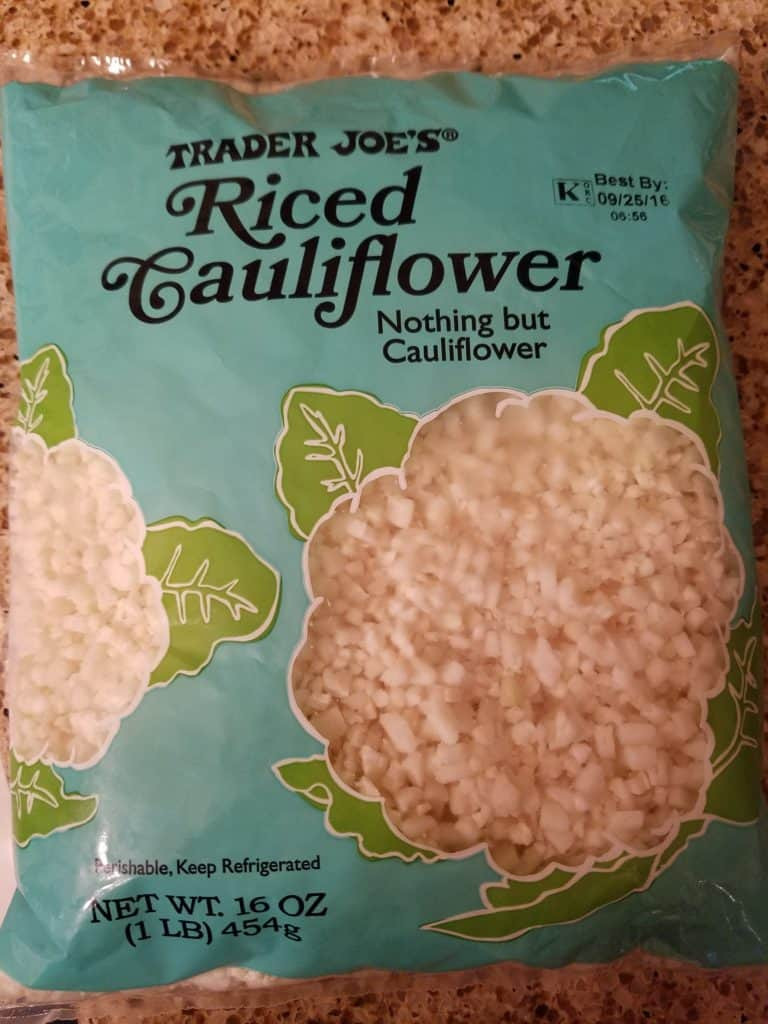 TRADER JOE'S®
Riced
Cauliflower
Nothing but
Cauliflower
K ORC
Best By:
09/25/16
06:56
Perishable, Keep Refrigerated
NET WT. 16 OZ
(1 LB) 454g